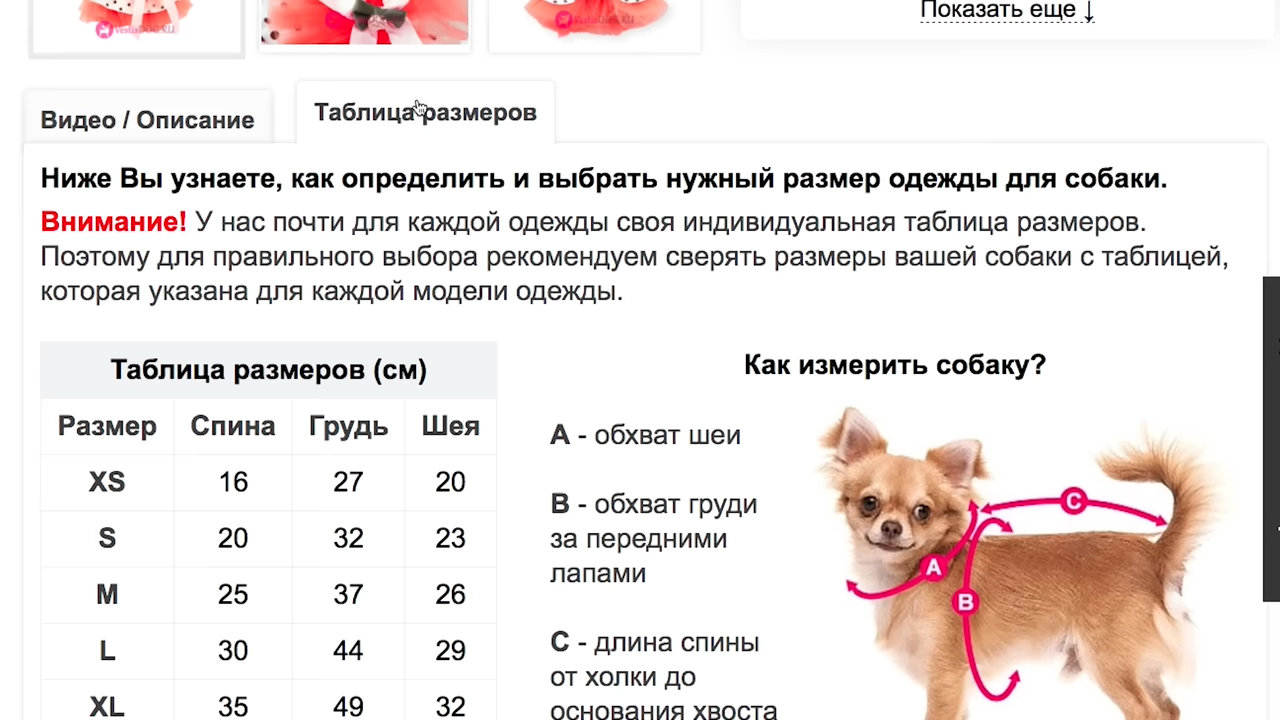 Показать еще ↓
VestisDOG.RU
Видео / Описание
Таблица размеров
Ниже Вы узнаете, как определить и выбрать нужный размер одежды для собаки.
Внимание! У нас почти для каждой одежды своя индивидуальная таблица размеров.
Поэтому для правильного выбора рекомендуем сверять размеры вашей собаки с таблицей,
которая указана для каждой модели одежды.
Таблица размеров (см)
Размер Спина Грудь Шея
XS 16 27 20
S 20 32 23
M 25 37 26
L 30 44 29
XL 35 49 32
Как измерить собаку?
A - обхват шеи
B - обхват груди
за передними
лапами
C - длина спины
от холки до
основания хвоста
C
A
B